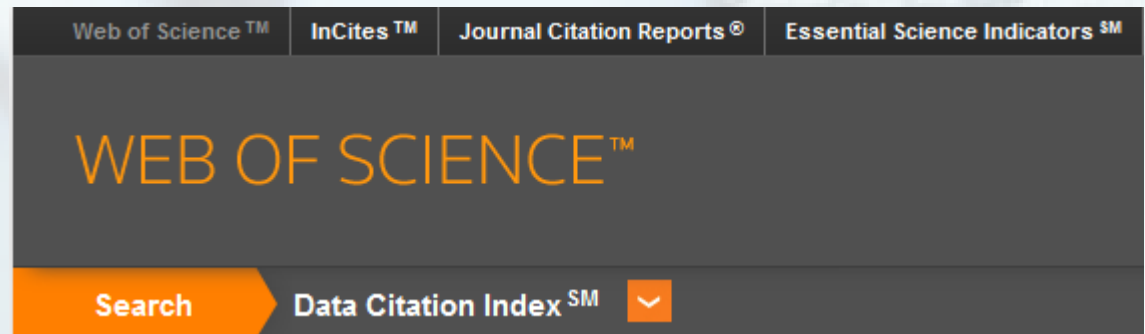 Web of Science ™ InCites ™ Journal Citation Reports ® Essential Science Indicators ℠
WEB OF SCIENCE™
Search Data Citation Index ℠